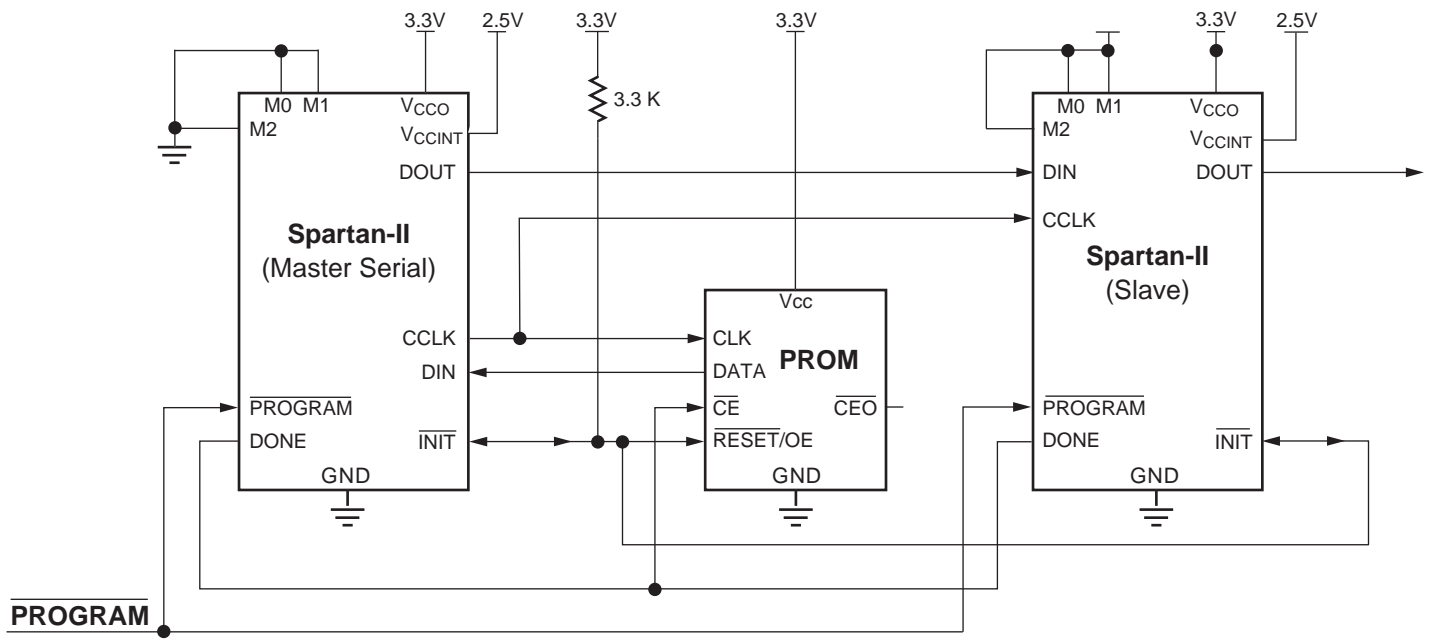 3.3V 2.5V 3.3V 3.3V 3.3V 2.5V
M0 M1 VCCO
M2
VCCINT
DOUT
Spartan-II
(Master Serial)
CCLK
DIN
PROGRAM
DONE
INIT
GND
3.3 K
Vcc
CLK
PROM
DATA
CE
CEO
RESET/OE
GND
M0 M1 VCCO
M2
VCCINT
DIN
DOUT
CCLK
Spartan-II
(Slave)
PROGRAM
DONE
INIT
GND
PROGRAM